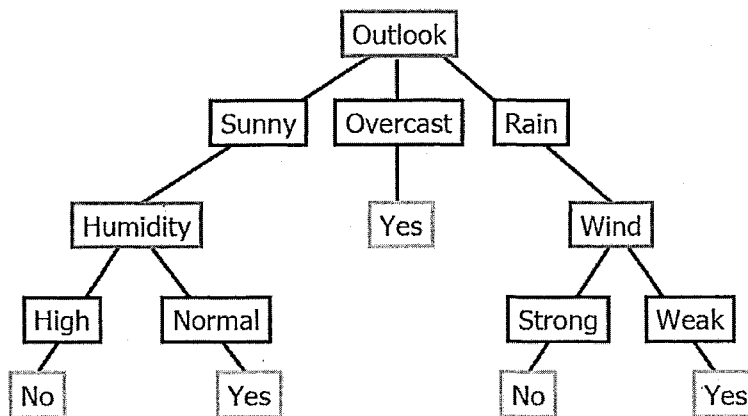 Outlook
Sunny Overcast Rain
Humidity Yes Wind
High Normal Strong Weak
No Yes No Yes